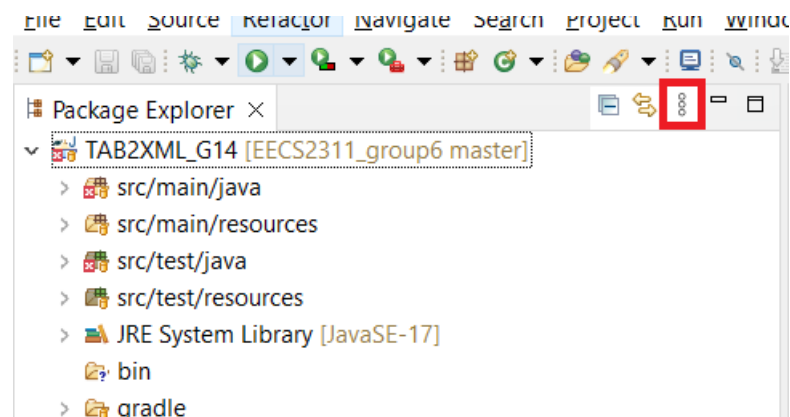 File Edit Source Refactor Navigate Search Project Run Windo
Package Explorer
TAB2XML_G14 [EECS2311_group6 master]
src/main/java
src/main/resources
src/test/java
src/test/resources
JRE System Library [JavaSE-17]
bin
gradle